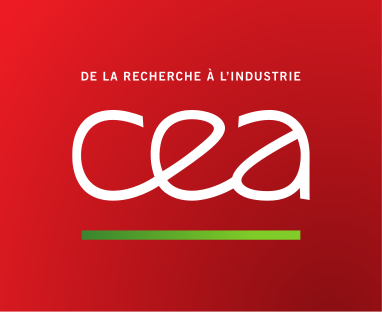 DE LA RECHERCHE À L'INDUSTRIE
cea